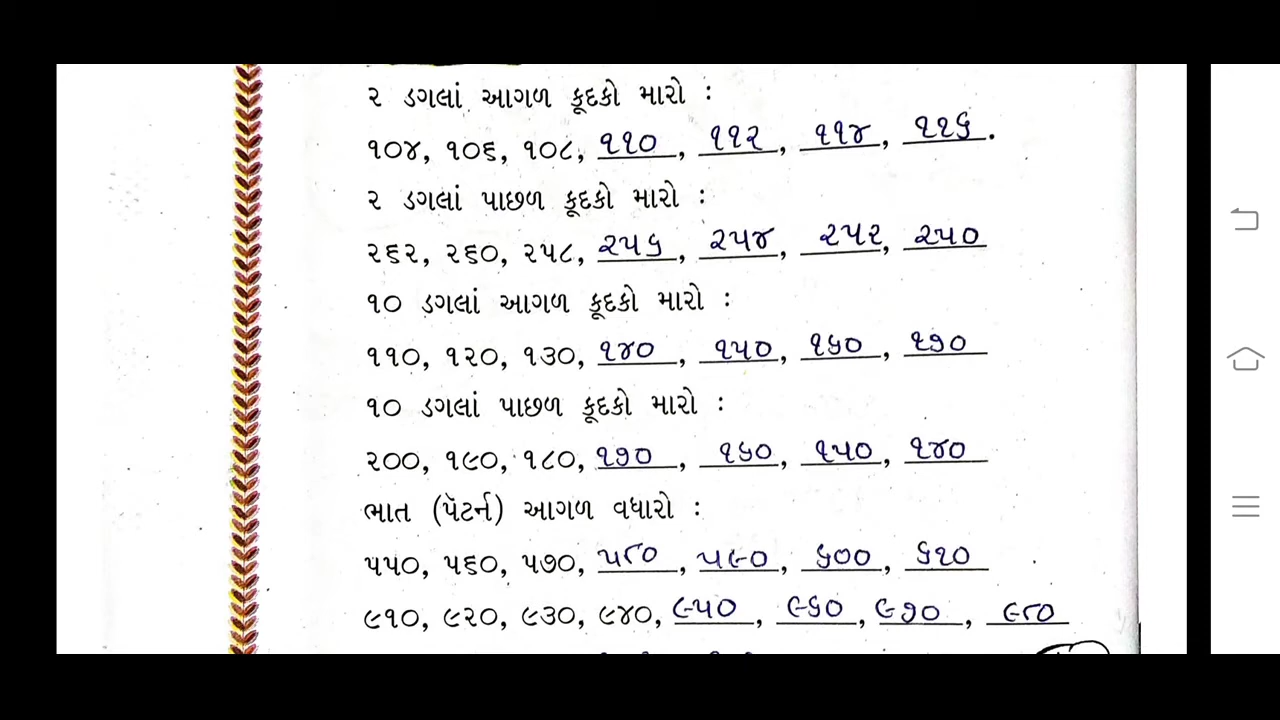 ૨ ડગલાં આગળ કૂદકો મારો :
૧૦૪, ૧૦૬, ૧૦૮, ૧૧૦, ૧૧૨, ૧૧૪, ૧૧૬.
૨ ડગલાં પાછળ કૂદકો મારો :
૨૬૨, ૨૬૦, ૨૫૮, ૨૫૬, ૨૫૪, ૨૫૨, ૨૫૦
૧૦ ડગલાં આગળ કૂદકો મારો :
૧૧૦, ૧૨૦, ૧૩૦, ૧૪૦, ૧૫૦, ૧૬૦, ૧૭૦
૧૦ ડગલાં પાછળ કૂદકો મારો :
૨૦૦, ૧૯૦, ૧૮૦, ૧૭૦, ૧૬૦, ૧૫૦, ૧૪૦
ભાત (પૅટર્ન) આગળ વધારો :
૫૫૦, ૫૬૦, ૫૭૦, ૫૮૦, ૫૯૦, ૬૦૦, ૬૧૦
૯૧૦, ૯૨૦, ૯૩૦, ૯૪૦, ૯૫૦, ૯૬૦, ૯૭૦, ૯૮૦